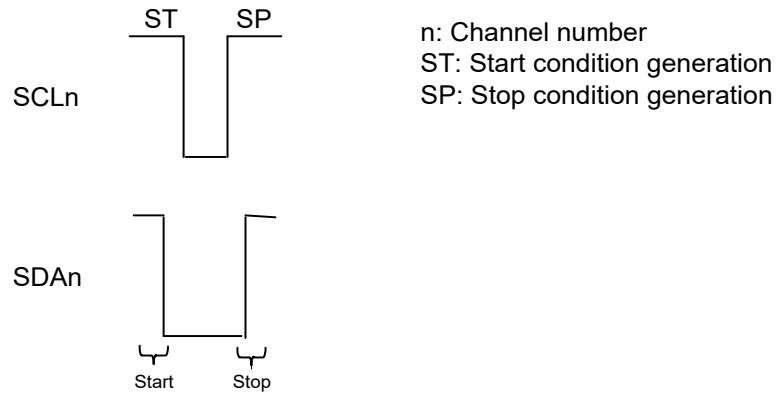 ST SP
n: Channel number
ST: Start condition generation
SP: Stop condition generation
SCLn
SDAn
Start Stop